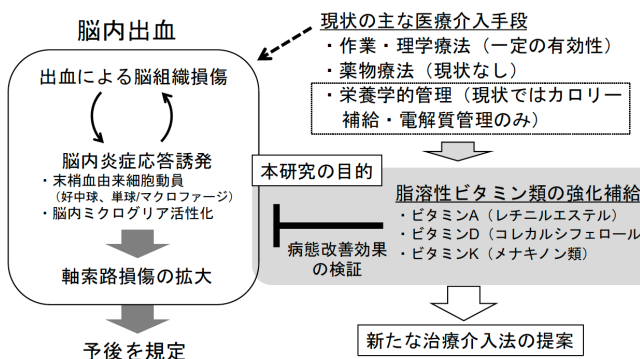 脳内出血
出血による脳組織損傷
脳内炎症応答誘発
・末梢血由来細胞動員
（好中球、単球/マクロファージ）
・脳内ミクログリア活性化
軸索路損傷の拡大
予後を規定
現状の主な医療介入手段
・作業・理学療法（一定の有効性）
・薬物療法（現状なし）
・栄養学的管理（現状ではカロリー
補給・電解質管理のみ）
本研究の目的
脂溶性ビタミン類の強化補給
・ビタミンA（レチニルエステル）
・ビタミンD（コレカルシフェロール）
・ビタミンK（メナキノン類）
病態改善効果
の検証
新たな治療介入法の提案